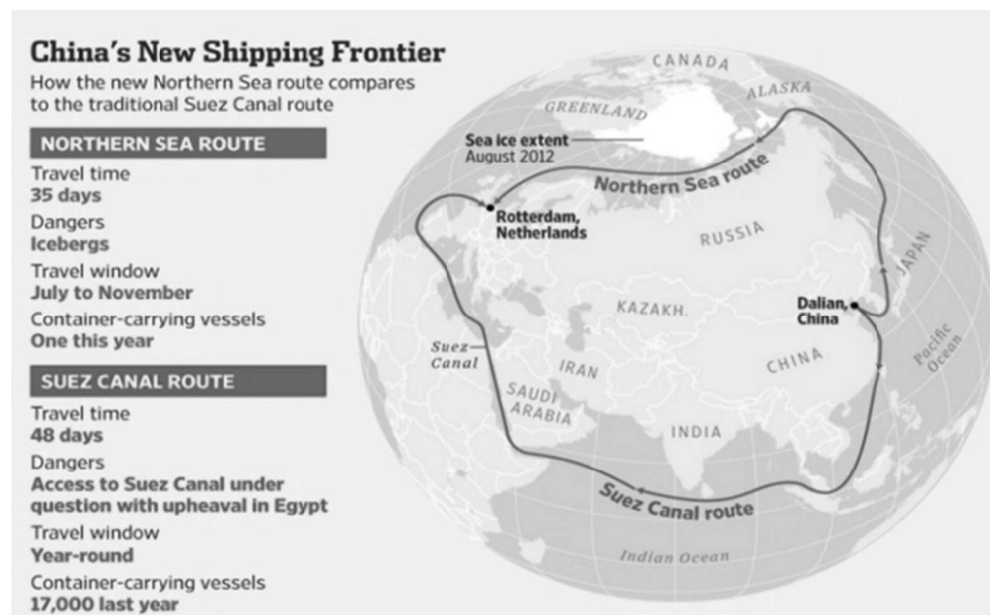 China's New Shipping Frontier
How the new Northern Sea route compares
to the traditional Suez Canal route
NORTHERN SEA ROUTE
Travel time
35 days
Dangers
Icebergs
Travel window
July to November
Container-carrying vessels
One this year
SUEZ CANAL ROUTE
Travel time
48 days
Dangers
Access to Suez Canal under
question with upheaval in Egypt
Travel window
Year-round
Container-carrying vessels
17,000 last year
CANADA
ALASKA
GREENLAND
Sea ice extent
August 2012
Northern Sea route
Rotterdam,
Netherlands
RUSSIA
JAPAN
KAZAKH.
Dalian,
China
Pacific
Ocean
Suez
Canal
IRAN
CHINA
SAUDI
ARABIA
INDIA
Suez Canal route
Indian Ocean